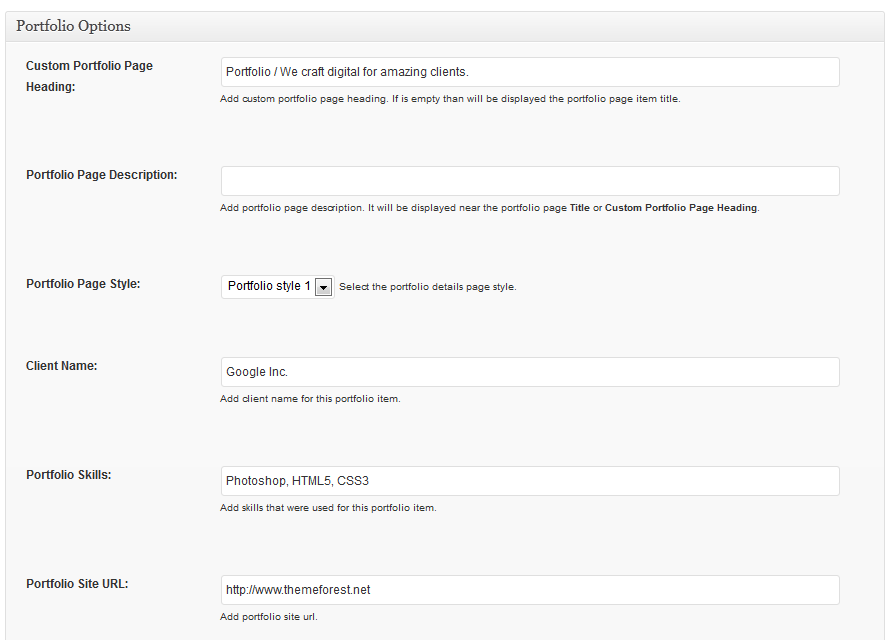 Portfolio Options
Custom Portfolio Page
Heading:
Portfolio / We craft digital for amazing clients.
Add custom portfolio page heading. If is empty than will be displayed the portfolio page item title.
Portfolio Page Description:
Add portfolio page description. It will be displayed near the portfolio page Title or Custom Portfolio Page Heading.
Portfolio Page Style:
Portfolio style 1
Select the portfolio details page style.
Client Name:
Google Inc.
Add client name for this portfolio item.
Portfolio Skills:
Photoshop, HTML5, CSS3
Add skills that were used for this portfolio item.
Portfolio Site URL:
http://www.themeforest.net
Add portfolio site url.